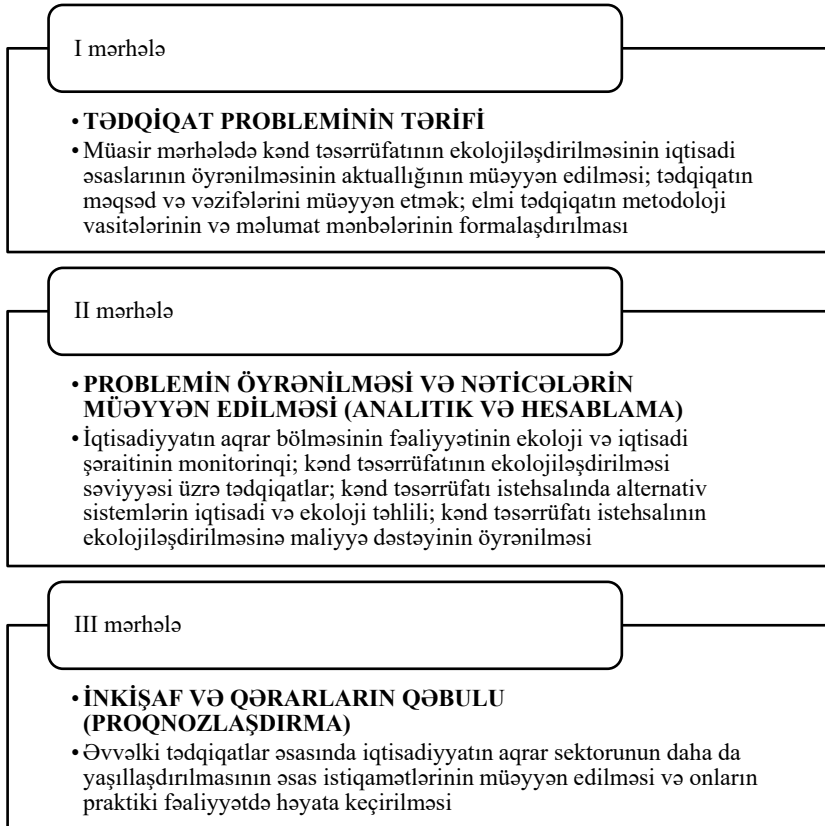 I mərhələ
• TƏDQİQAT PROBLEMİNİN TƏRİFİ
• Müasir mərhələdə kənd təsərrüfatının ekolojiləşdirilməsinin iqtisadi
əsaslarının öyrənilməsinin aktuallığının müəyyən edilməsi; tədqiqatın
məqsəd və vəzifələrini müəyyən etmək; elmi tədqiqatın metodoloji
vasitələrinin və məlumat mənbələrinin formalaşdırılması
II mərhələ
• PROBLEMİN ÖYRƏNİLMƏSİ VƏ NƏTİCƏLƏRİN
MÜƏYYƏN EDİLMƏSİ (ANALITIK VƏ HESABLAMA)
• İqtisadiyyatın aqrar bölməsinin fəaliyyətinin ekoloji və iqtisadi
şəraitinin monitorinqi; kənd təsərrüfatının ekolojiləşdirilməsi
səviyyəsi üzrə tədqiqatlar; kənd təsərrüfatı istehsalında alternativ
sistemlərin iqtisadi və ekoloji təhlili; kənd təsərrüfatı istehsalının
ekolojiləşdirilməsinə maliyyə dəstəyinin öyrənilməsi
III mərhələ
• İNKİŞAF VƏ QƏRARLARIN QƏBULU
(PROQNOZLAŞDIRMA)
• Əvvəlki tədqiqatlar əsasında iqtisadiyyatın aqrar sektorunun daha da
yaşıllaşdırılmasının əsas istiqamətlərinin müəyyən edilməsi və onların
praktiki fəaliyyətdə həyata keçirilməsi